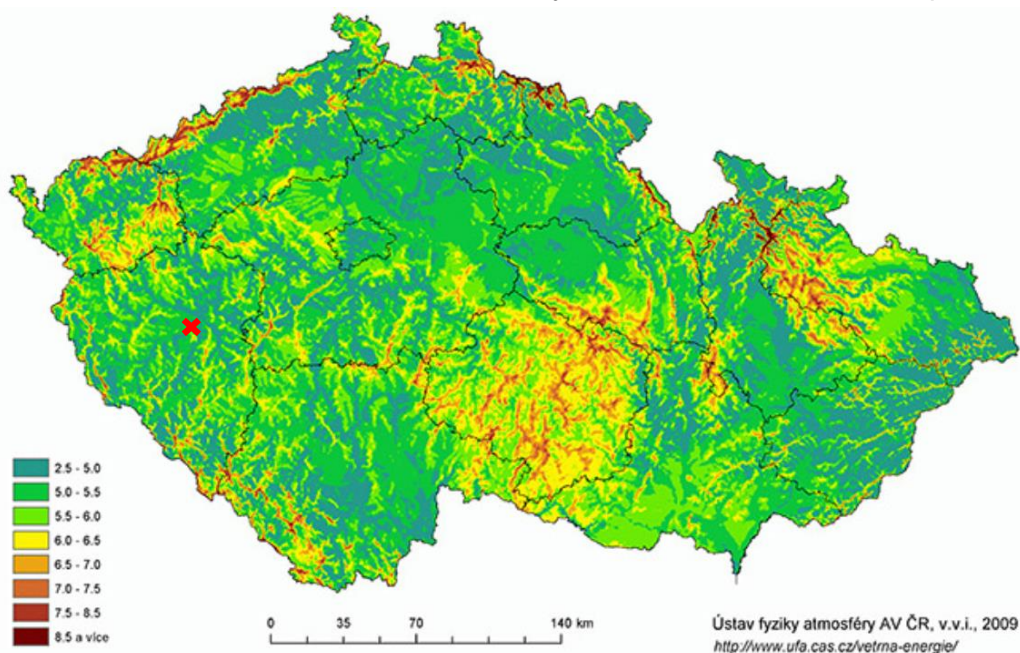 2.5 - 5.0
5.0 - 5.5
5.5 - 6.0
6.0 - 6.5
6.5 - 7.0
7.0 - 7.5
7.5 - 8.5
8.5 a více
0 35 70 140 km
Ústav fyziky atmosféry AV ČR, v.v.i., 2009
http://www.ufa.cas.cz/vetrna-energie/